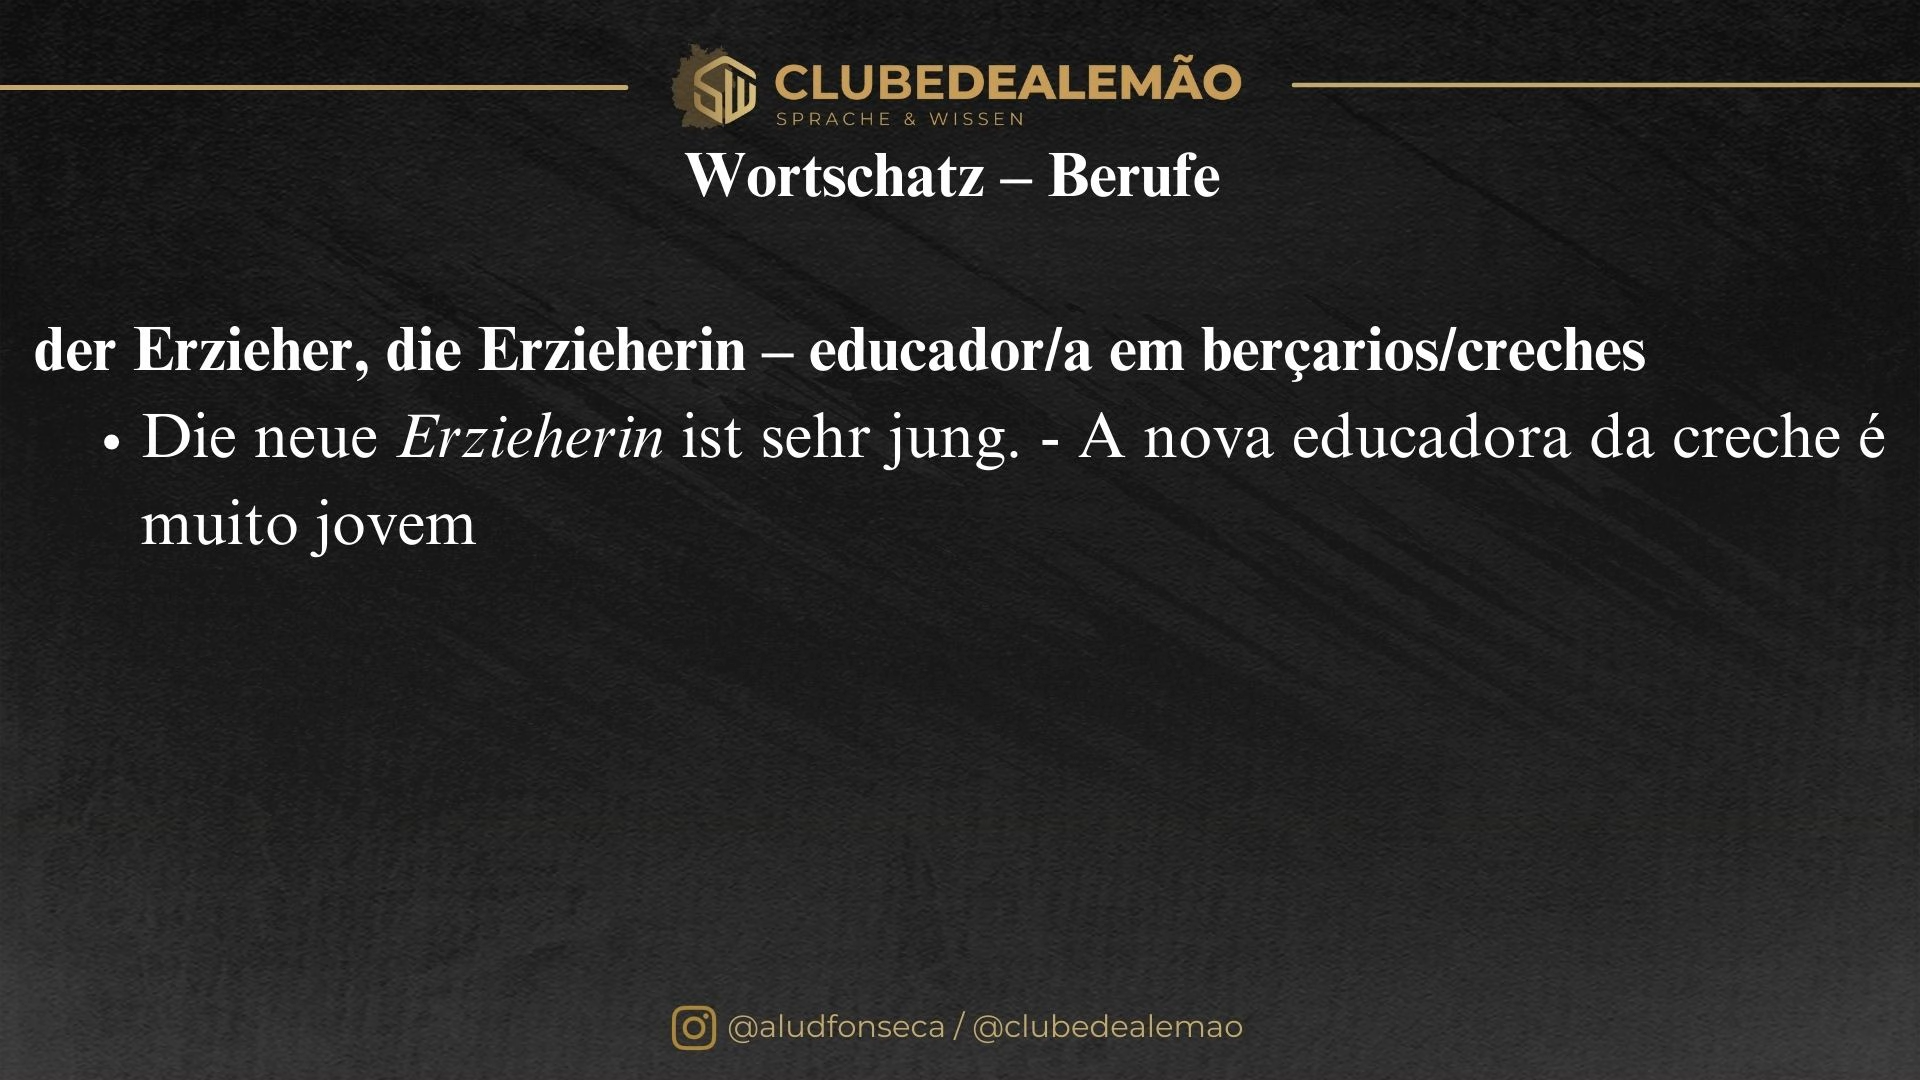 CLUBEDEALEMÃO
SPRACHE & WISSEN
Wortschatz – Berufe
der Erzieher, die Erzieherin – educador/a em berçarios/creches
• Die neue Erzieherin ist sehr jung. - A nova educadora da creche é
muito jovem
@aludfonseca / @clubedealemao